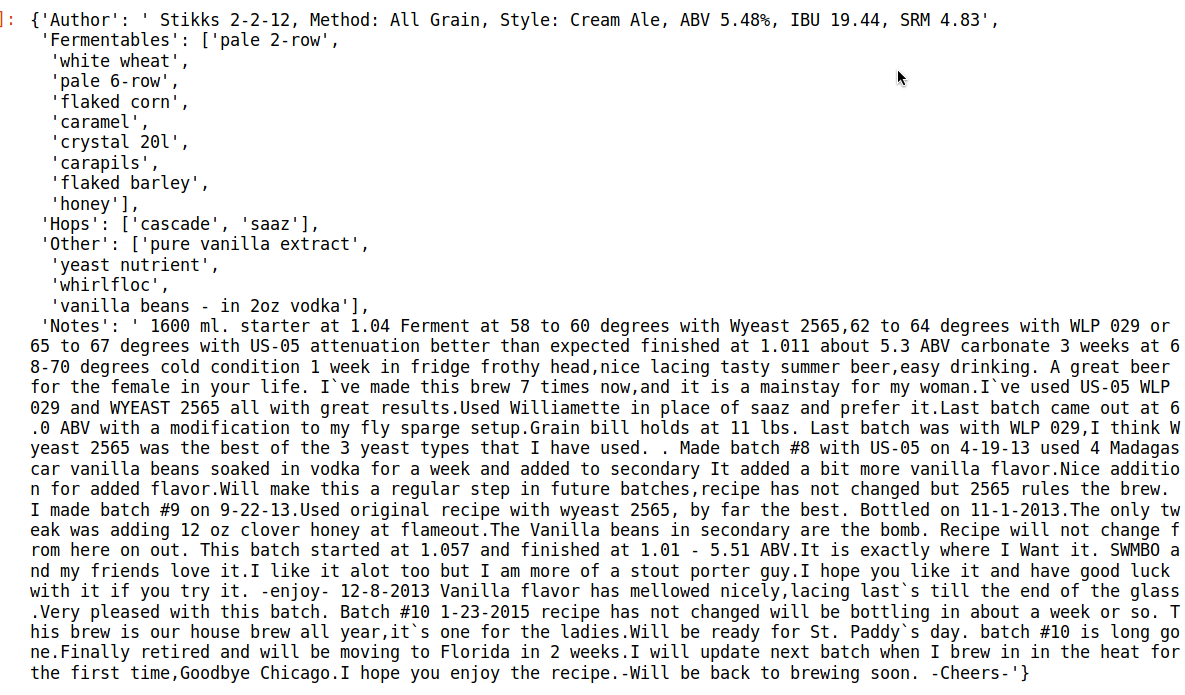 ]: {'Author': ' Stikks 2-2-12, Method: All Grain, Style: Cream Ale, ABV 5.48%, IBU 19.44, SRM 4.83',
'Fermentables': ['pale 2-row',
'white wheat',
'pale 6-row',
'flaked corn',
'caramel',
'crystal 20l',
'carapils',
'flaked barley',
'honey'],
'Hops': ['cascade', 'saaz'],
'Other': ['pure vanilla extract',
'yeast nutrient',
'whirlfloc',
'vanilla beans - in 2oz vodka'],
'Notes': ' 1600 ml. starter at 1.04 Ferment at 58 to 60 degrees with Wyeast 2565,62 to 64 degrees with WLP 029 or
65 to 67 degrees with US-05 attenuation better than expected finished at 1.011 about 5.3 ABV carbonate 3 weeks at 6
8-70 degrees cold condition 1 week in fridge frothy head,nice lacing tasty summer beer,easy drinking. A great beer
for the female in your life. I`ve made this brew 7 times now,and it is a mainstay for my woman.I`ve used US-05 WLP
029 and WYEAST 2565 all with great results.Used Williamette in place of saaz and prefer it.Last batch came out at 6
.0 ABV with a modification to my fly sparge setup.Grain bill holds at 11 lbs. Last batch was with WLP 029,I think W
yeast 2565 was the best of the 3 yeast types that I have used. . Made batch #8 with US-05 on 4-19-13 used 4 Madagas
car vanilla beans soaked in vodka for a week and added to secondary It added a bit more vanilla flavor.Nice additio
n for added flavor.Will make this a regular step in future batches,recipe has not changed but 2565 rules the brew.
I made batch #9 on 9-22-13.Used original recipe with wyeast 2565, by far the best. Bottled on 11-1-2013.The only tw
eak was adding 12 oz clover honey at flameout.The Vanilla beans in secondary are the bomb. Recipe will not change f
rom here on out. This batch started at 1.057 and finished at 1.01 - 5.51 ABV.It is exactly where I Want it. SWMBO a
nd my friends love it.I like it alot too but I am more of a stout porter guy.I hope you like it and have good luck
with it if you try it. -enjoy- 12-8-2013 Vanilla flavor has mellowed nicely,lacing last`s till the end of the glass
.Very pleased with this batch. Batch #10 1-23-2015 recipe has not changed will be bottling in about a week or so. T
his brew is our house brew all year,it`s one for the ladies.Will be ready for St. Paddy`s day. batch #10 is long go
ne.Finally retired and will be moving to Florida in 2 weeks.I will update next batch when I brew in in the heat for
the first time,Goodbye Chicago.I hope you enjoy the recipe.-Will be back to brewing soon. -Cheers-'}